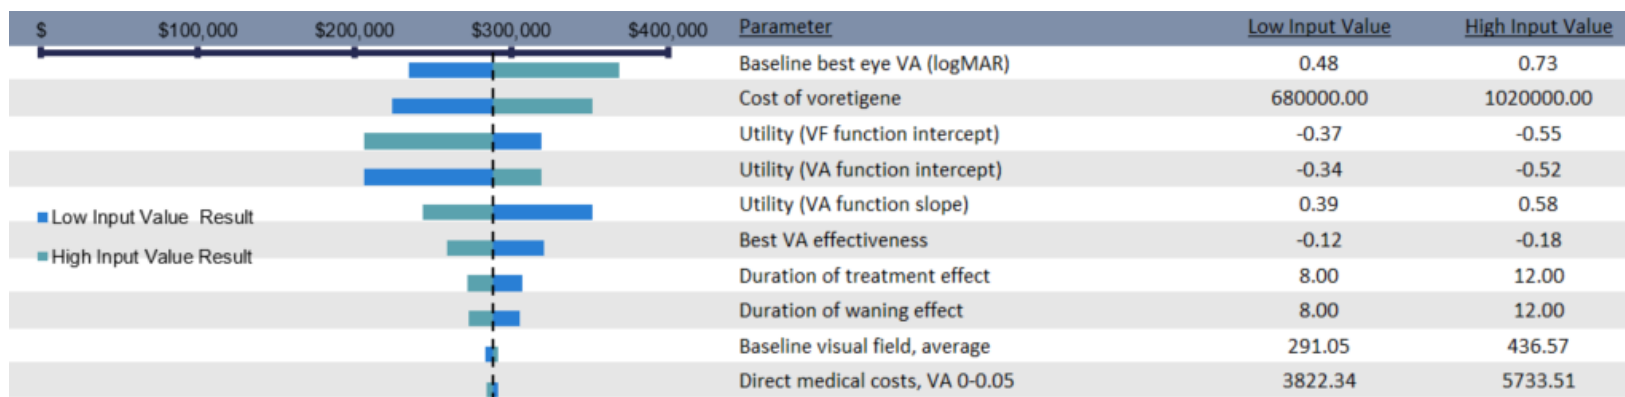 $ $100,000 $200,000 $300,000 $400,000 Parameter Low Input Value High Input Value
Baseline best eye VA (logMAR) 0.48 0.73
Cost of voretigene 680000.00 1020000.00
Utility (VF function intercept) -0.37 -0.55
Utility (VA function intercept) -0.34 -0.52
Utility (VA function slope) 0.39 0.58
Low Input Value Result
Best VA effectiveness -0.12 -0.18
High Input Value Result
Duration of treatment effect 8.00 12.00
Duration of waning effect 8.00 12.00
Baseline visual field, average 291.05 436.57
Direct medical costs, VA 0-0.05 3822.34 5733.51